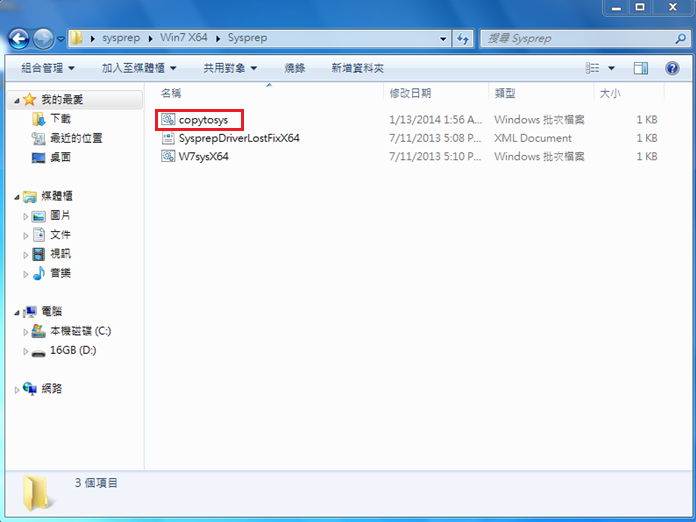 sysprep Win7 X64 Sysprep 搜尋 Sysprep
組合管理 加入至媒體櫃 共用對象 燒錄 新增資料夾
名稱 修改日期 類型 大小
我的最愛
下載
最近的位置
桌面
媒體櫃
圖片
文件
視訊
音樂
電腦
本機磁碟 (C:)
16GB (D:)
網路
copytosys 1/13/2014 1:56 A... Windows 批次檔案 1 KB
SysprepDriverLostFixX64 7/11/2013 5:08 P... XML Document 1 KB
W7sysX64 7/11/2013 5:10 P... Windows 批次檔案 1 KB
3 個項目